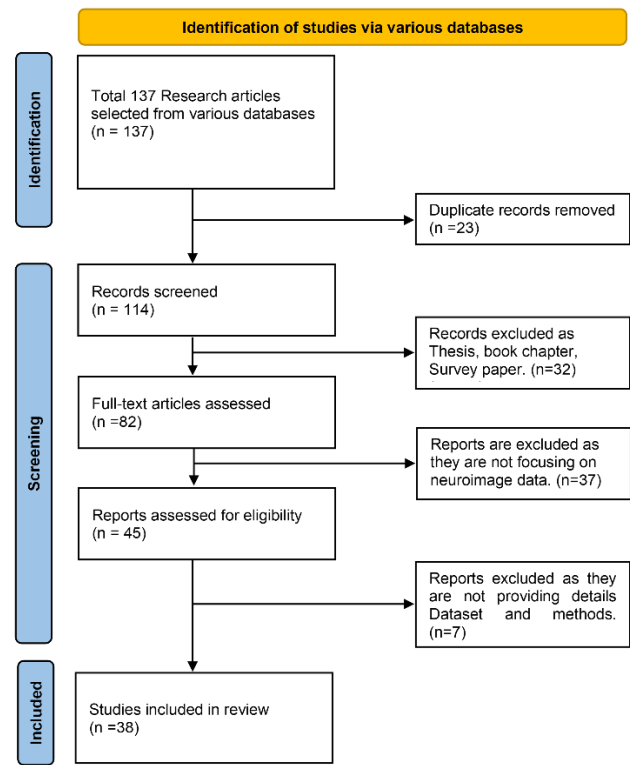 Identification of studies via various databases
Identification
Total 137 Research articles
selected from various databases
(n = 137)
Duplicate records removed
(n =23)
Screening
Records screened
(n = 114)
Records excluded as
Thesis, book chapter,
Survey paper. (n=32)
Full-text articles assessed
(n =82)
Reports are excluded as
they are not focusing on
neuroimage data. (n=37)
Reports assessed for eligibility
(n = 45)
Reports excluded as they
are not providing details
Dataset and methods.
(n=7)
Included
Studies included in review
(n =38)